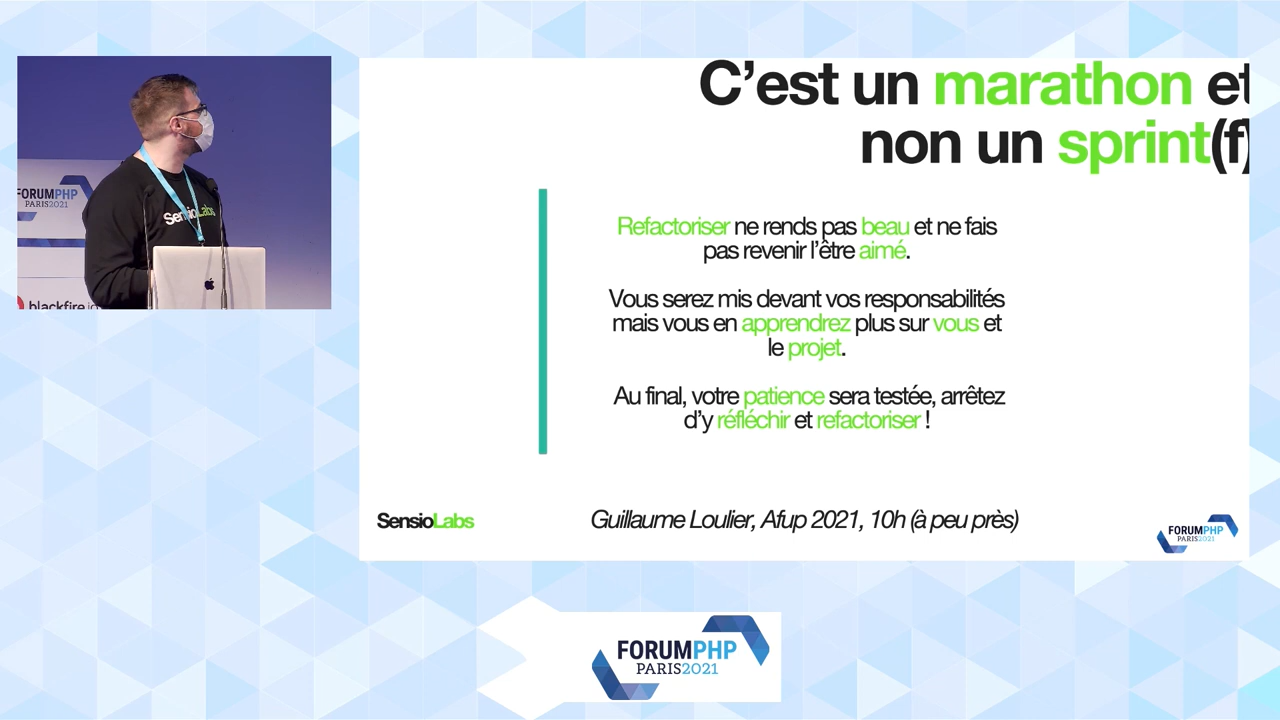 C’est un marathon et
non un sprint(f)
Refactoriser ne rends pas beau et ne fais
pas revenir l’être aimé.
Vous serez mis devant vos responsabilités
mais vous en apprendrez plus sur vous et
le projet.
Au final, votre patience sera testée, arrêtez
d’y réfléchir et refactoriser !
SensioLabs
Guillaume Loulier, Afup 2021, 10h (à peu près)
FORUMPHP
PARIS2021
SensioLabs
FORUMPHP
PARIS2021
blackfire.io
FORUMPHP
PARIS2021